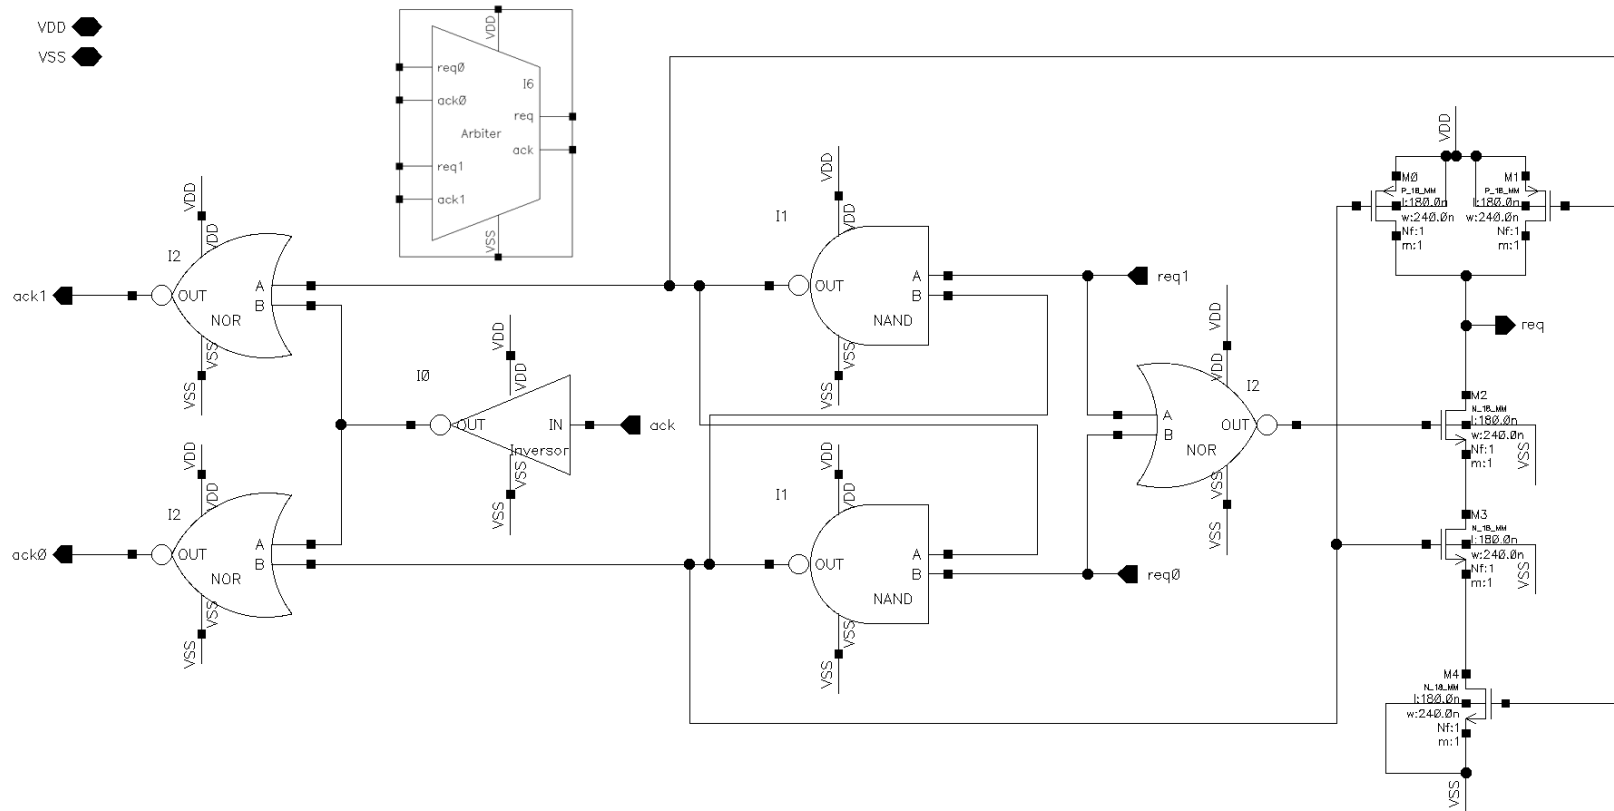 VDD
VSS
VDD
req0
ack0
I6
req
Arbiter
ack
req1
ack1
VSS
VDD
VDD
I2
ack1
OUT
A
B
NOR
VSS
VSS
VDD
VDD
I0
OUT
IN
ack
Inversor
VSS
VSS
VDD
VDD
I2
ack0
OUT
A
B
NOR
VSS
VSS
VDD
VDD
I1
OUT
A
B
NAND
VSS
VSS
req1
VDD
VDD
I1
OUT
A
B
NAND
VSS
VSS
req0
VDD
VDD
I2
A
B
OUT
NOR
VSS
VSS
VDD
M0
P_18_MM
l:180.0n
w:240.0n
Nf:1
m:1
M1
P_18_MM
l:180.0n
w:240.0n
Nf:1
m:1
req
M2
N_18_MM
l:180.0n
w:240.0n
Nf:1
m:1
VSS
M3
N_18_MM
l:180.0n
w:240.0n
Nf:1
m:1
VSS
M4
N_18_MM
l:180.0n
w:240.0n
Nf:1
m:1
VSS